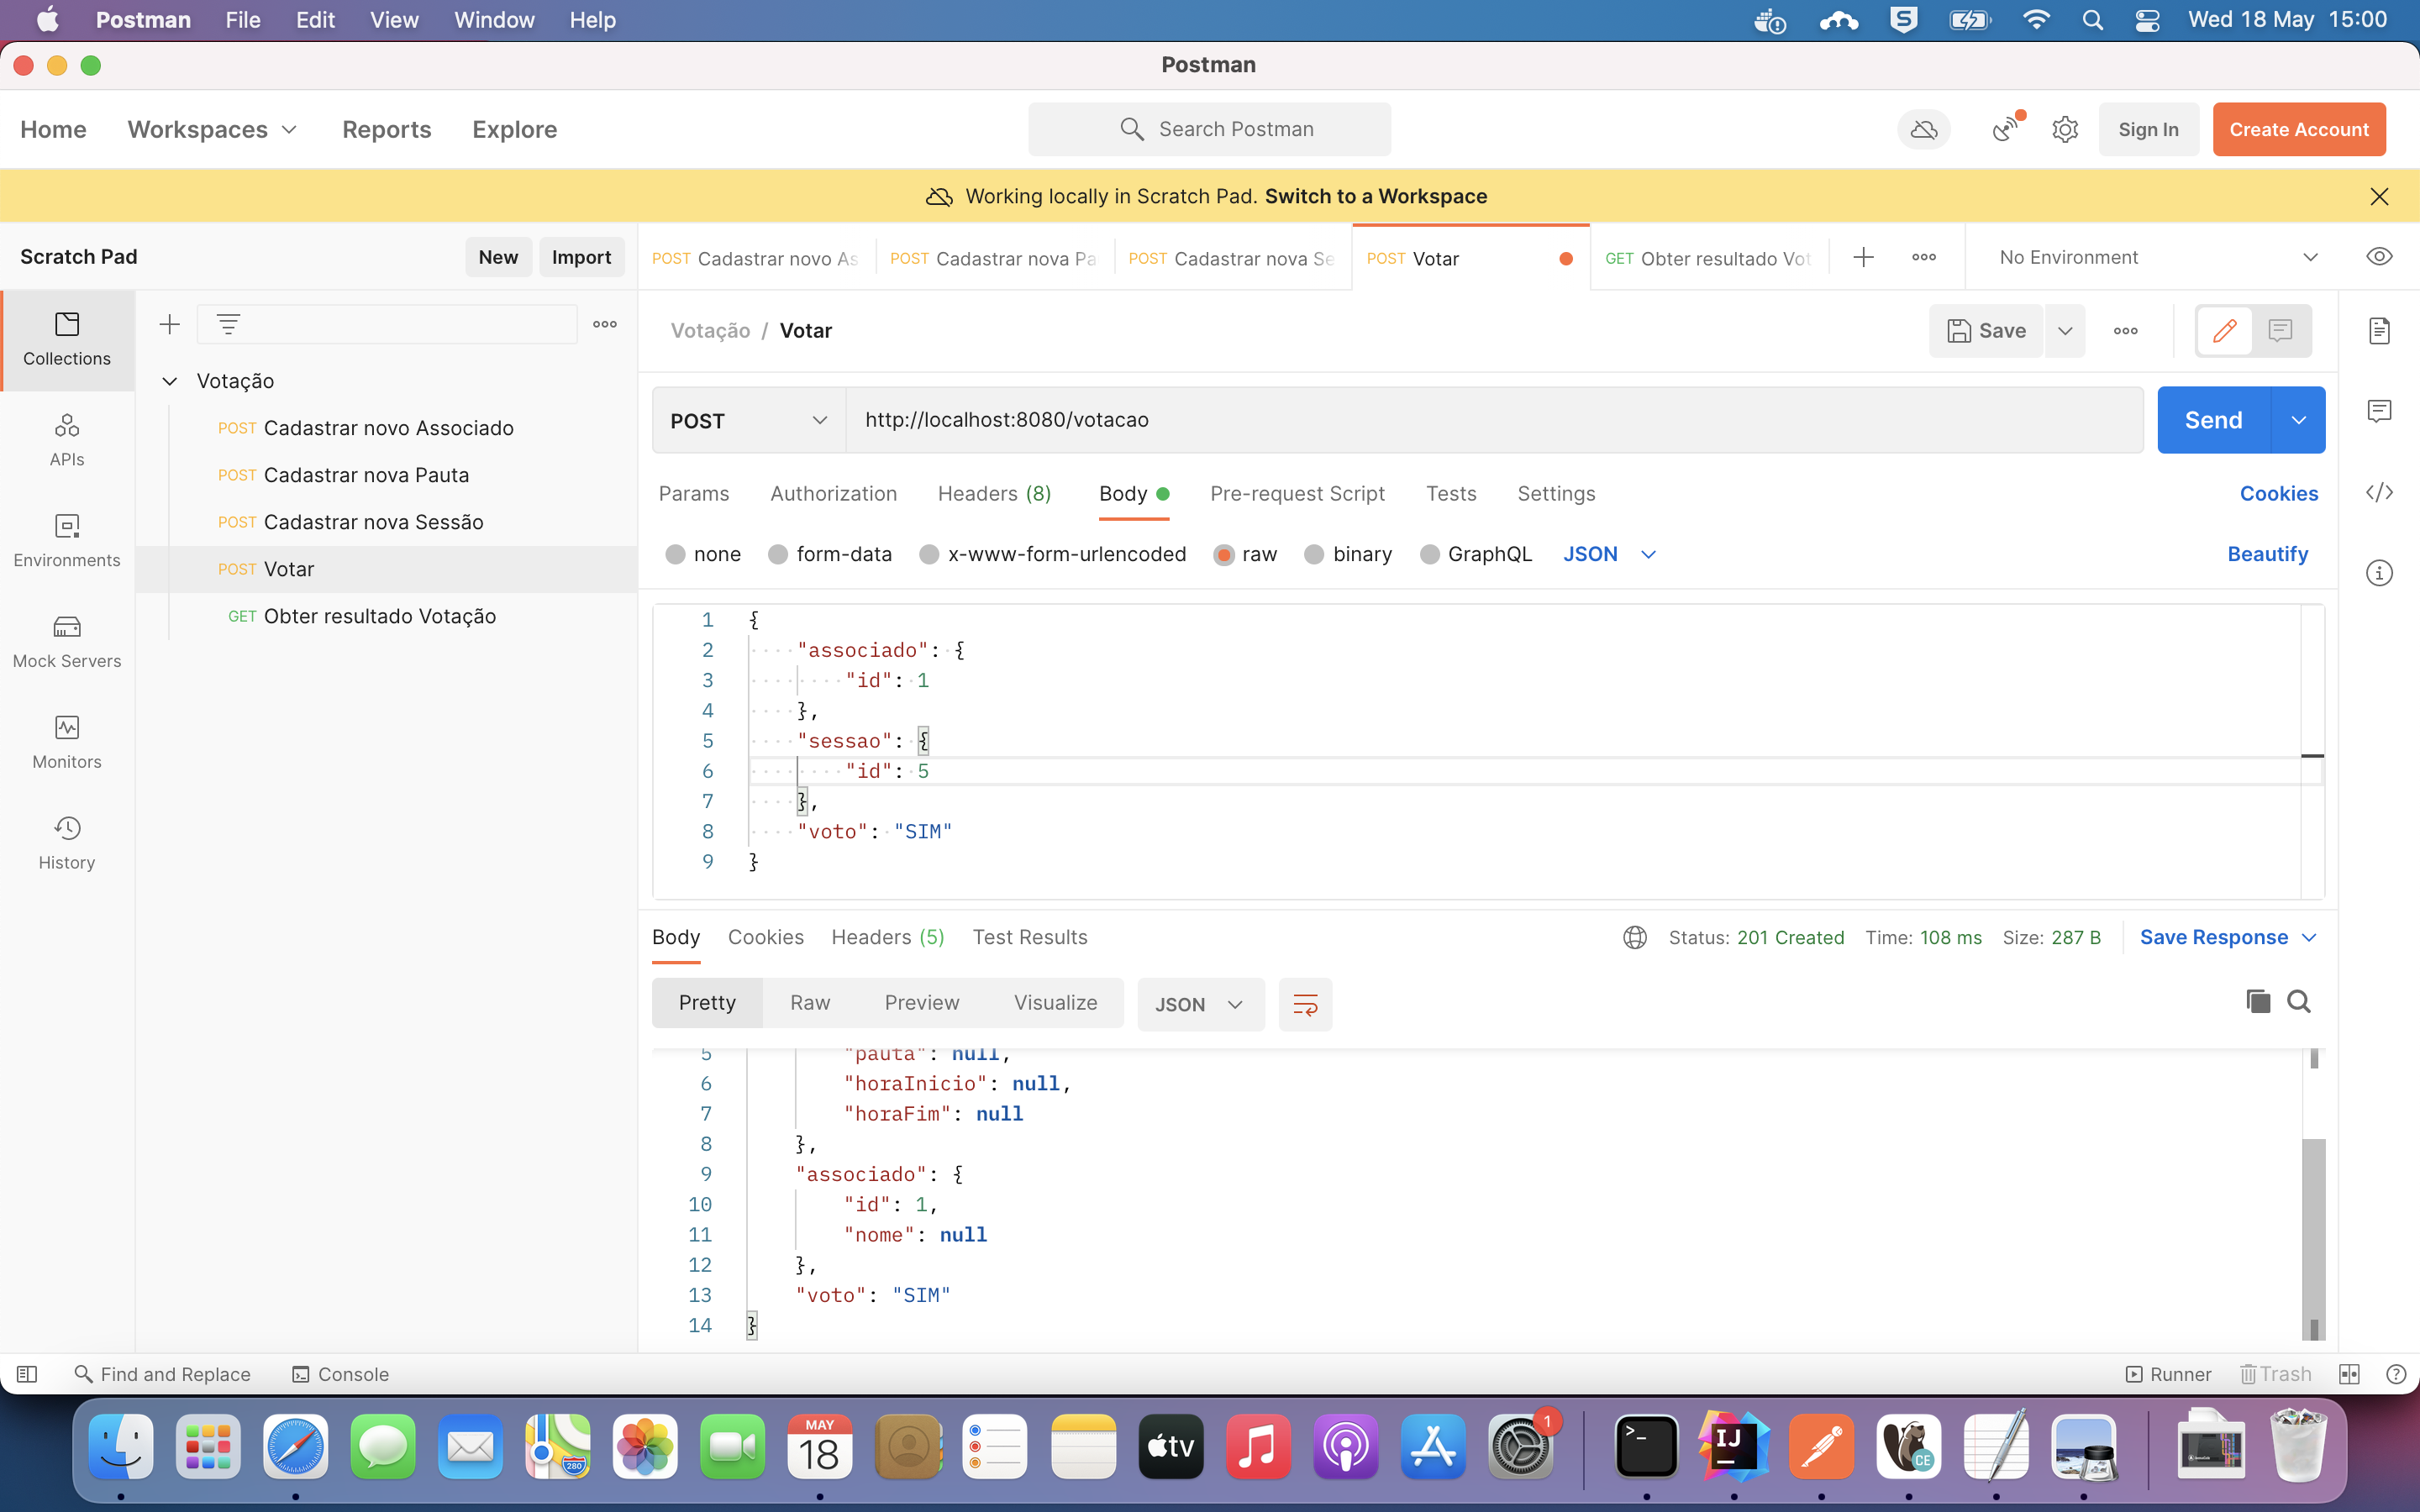 Postman File Edit View Window Help Wed 18 May 15:00
Postman
Home Workspaces Reports Explore Search Postman Sign In Create Account
Working locally in Scratch Pad. Switch to a Workspace
Scratch Pad New Import POST Cadastrar novo As POST Cadastrar nova Pa POST Cadastrar nova Se POST Votar GET Obter resultado Vot No Environment
Collections
APIs
Environments
Mock Servers
Monitors
History
Votação
POST Cadastrar novo Associado
POST Cadastrar nova Pauta
POST Cadastrar nova Sessão
POST Votar
GET Obter resultado Votação
Votação / Votar Save
POST http://localhost:8080/votacao Send
Params Authorization Headers (8) Body Pre-request Script Tests Settings Cookies
none form-data x-www-form-urlencoded raw binary GraphQL JSON Beautify
1 {
2 "associado": {
3 "id": 1
4 },
5 "sessao": {
6 "id": 5
7 },
8 "voto": "SIM"
9 }
Body Cookies Headers (5) Test Results Status: 201 Created Time: 108 ms Size: 287 B Save Response
Pretty Raw Preview Visualize JSON
5 "pauta": null,
6 "horaInicio": null,
7 "horaFim": null
8 },
9 "associado": {
10 "id": 1,
11 "nome": null
12 },
13 "voto": "SIM"
14 }
Find and Replace Console Runner Trash
280
MAY
18
tv
1
>_
IJ
CE